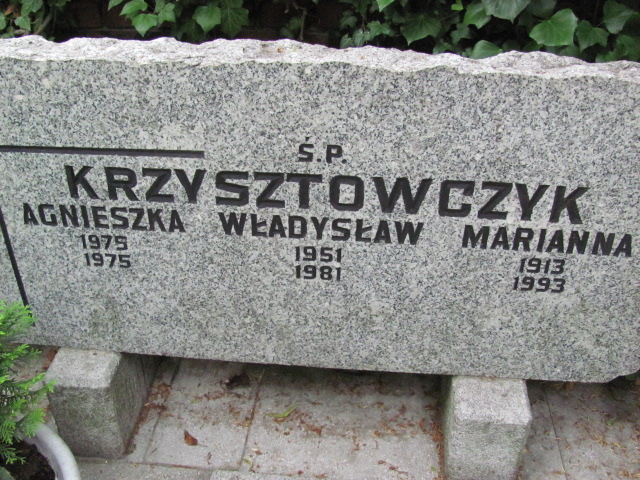 Ś.P.
KRZYSZTOWCZYK
AGNIESZKA WŁADYSŁAW MARIANNA
1975 1951 1913
1975 1981 1993